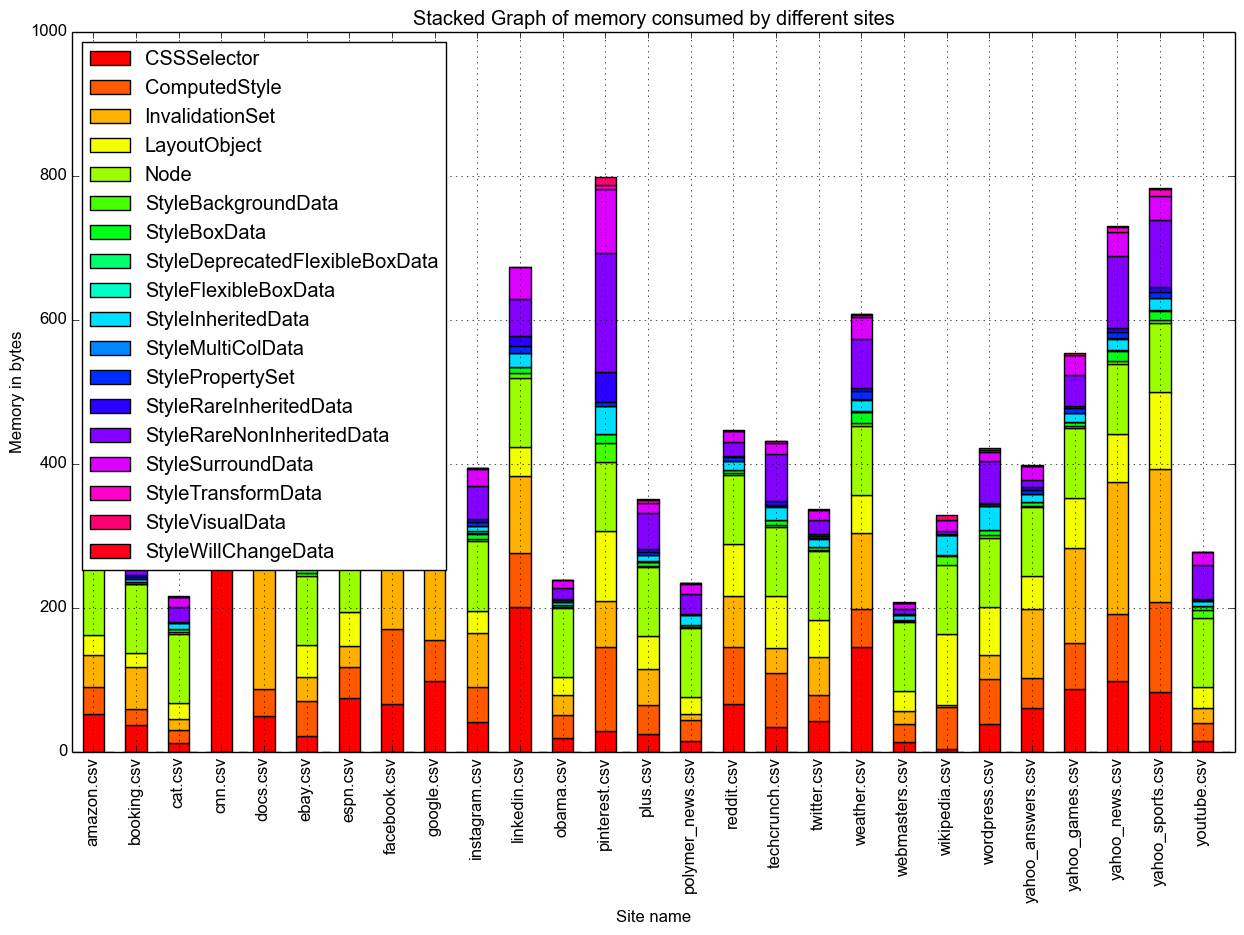 Stacked Graph of memory consumed by different sites
1000
800
600
400
200
0
Memory in bytes
CSSSelector
ComputedStyle
InvalidationSet
LayoutObject
Node
StyleBackgroundData
StyleBoxData
StyleDeprecatedFlexibleBoxData
StyleFlexibleBoxData
StyleInheritedData
StyleMultiColData
StylePropertySet
StyleRareInheritedData
StyleRareNonInheritedData
StyleSurroundData
StyleTransformData
StyleVisualData
StyleWillChangeData
amazon.csv
booking.csv
cat.csv
cnn.csv
docs.csv
ebay.csv
espn.csv
facebook.csv
google.csv
instagram.csv
linkedin.csv
obama.csv
pinterest.csv
plus.csv
polymer_news.csv
reddit.csv
techcrunch.csv
twitter.csv
weather.csv
webmasters.csv
wikipedia.csv
wordpress.csv
yahoo_answers.csv
yahoo_games.csv
yahoo_news.csv
yahoo_sports.csv
youtube.csv
Site name